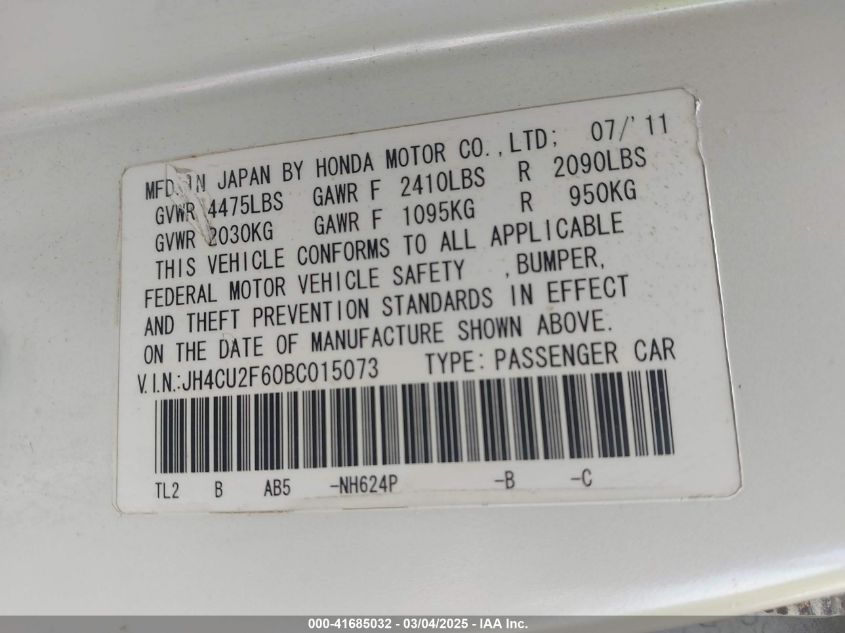 MFD. IN JAPAN BY HONDA MOTOR CO.,LTD; 07/'11
GVWR 4475LBS GAWR F 2410LBS R 2090LBS
GVWR 2030KG GAWR F 1095KG R 950KG
THIS VEHICLE CONFORMS TO ALL APPLICABLE
FEDERAL MOTOR VEHICLE SAFETY ,BUMPER,
AND THEFT PREVENTION STANDARDS IN EFFECT
ON THE DATE OF MANUFACTURE SHOWN ABOVE.
V.I.N.:JH4CU2F60BC015073 TYPE: PASSENGER CAR
TL2 B AB5 -NH624P -B -C
000-41685032 - 03/04/2025 - IAA Inc.